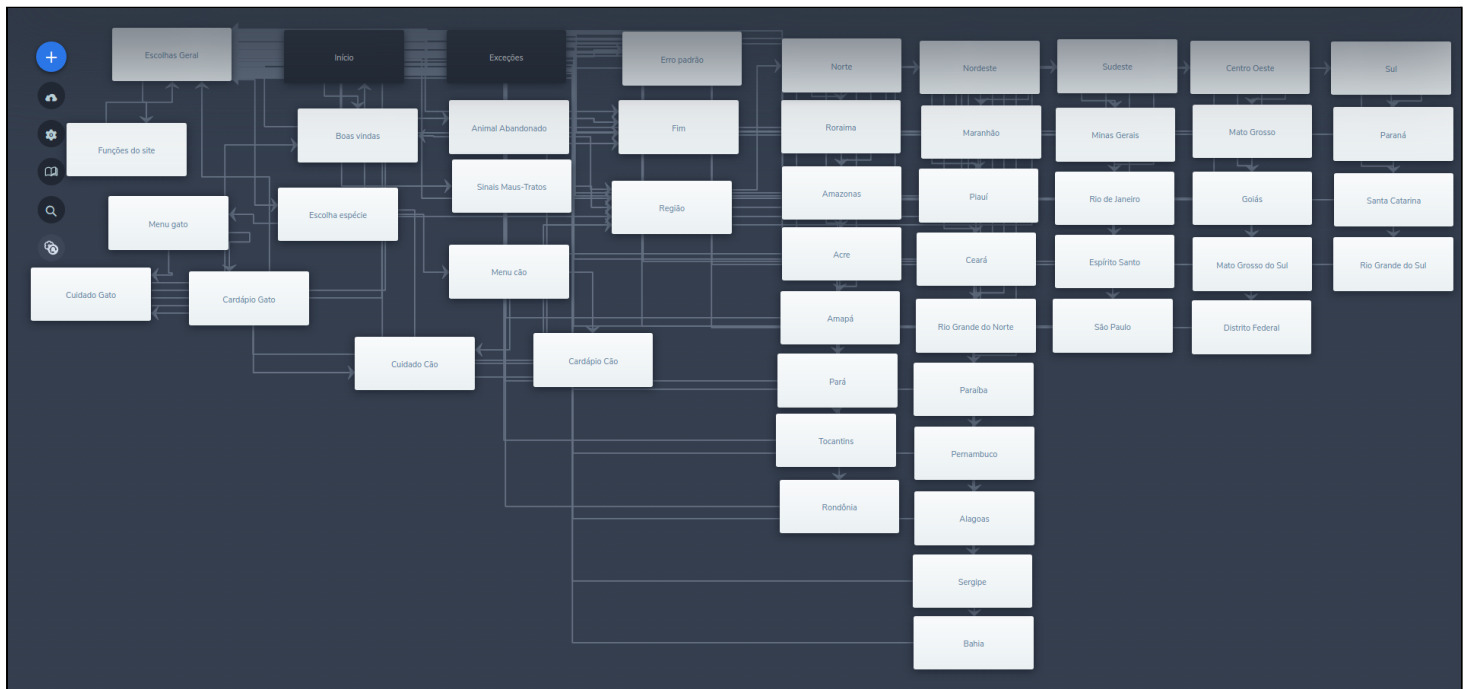 Escolhas Geral
Início
Exceções
Erro padrão
Norte
Nordeste
Sudeste
Centro Oeste
Sul
Funções do site
Boas vindas
Animal Abandonado
Fim
Roraima
Maranhão
Minas Gerais
Mato Grosso
Paraná
Menu gato
Escolha espécie
Sinais Maus-Tratos
Região
Amazonas
Piauí
Rio de Janeiro
Goiás
Santa Catarina
Cuidado Gato
Cardápio Gato
Menu cão
Acre
Ceará
Espírito Santo
Mato Grosso do Sul
Rio Grande do Sul
Cuidado Cão
Cardápio Cão
Amapá
Rio Grande do Norte
São Paulo
Distrito Federal
Pará
Paraíba
Tocantins
Pernambuco
Rondônia
Alagoas
Sergipe
Bahia